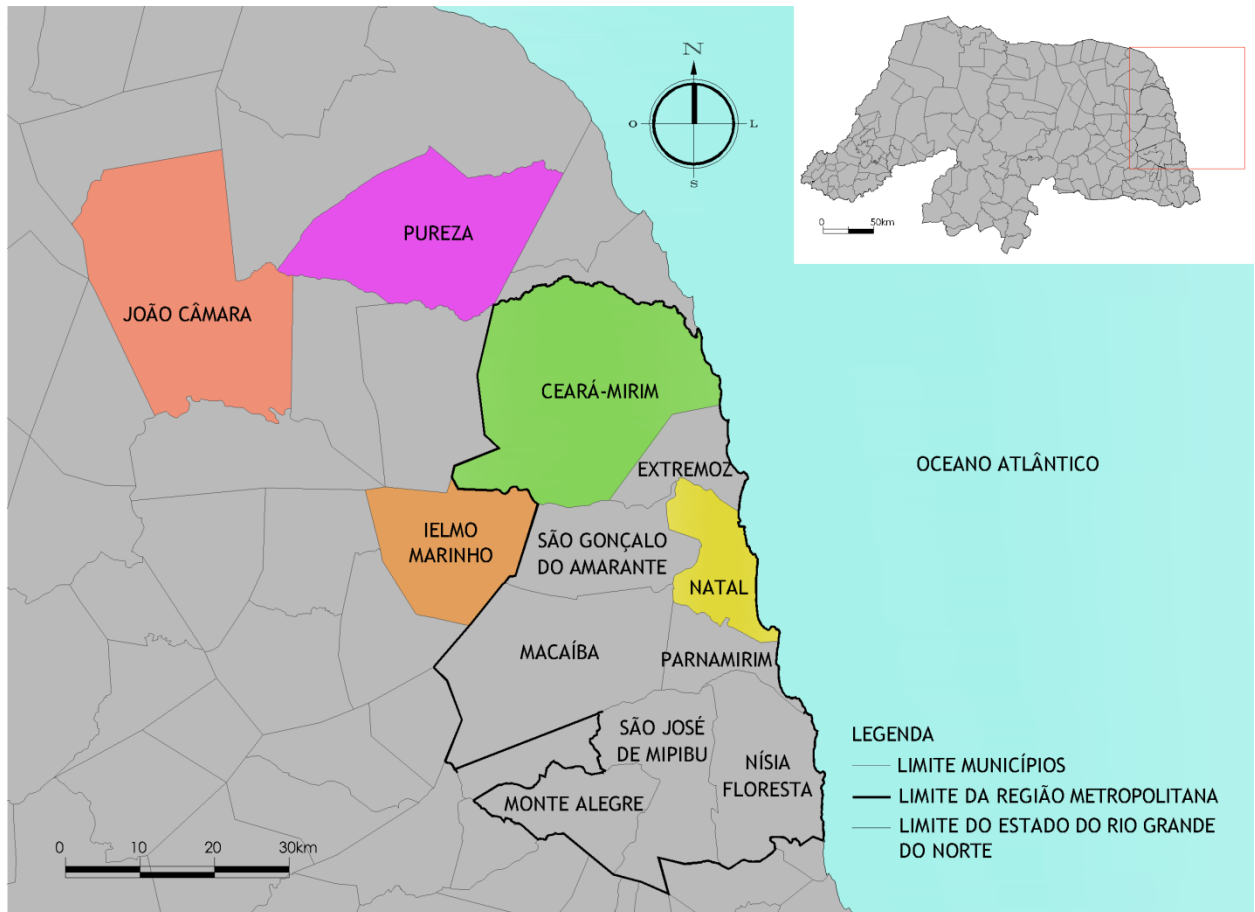 N
O
L
S
0
50km
PUREZA
JOÃO CÂMARA
CEARÁ-MIRIM
OCEANO ATLÂNTICO
EXTREMOZ
IELMO
MARINHO
SÃO GONÇALO
DO AMARANTE
NATAL
MACAÍBA
PARNAMIRIM
SÃO JOSÉ
DE MIPIBU
NÍSIA
FLORESTA
MONTE ALEGRE
LEGENDA
LIMITE MUNICÍPIOS
LIMITE DA REGIÃO METROPOLITANA
LIMITE DO ESTADO DO RIO GRANDE
DO NORTE
0 10 20 30km